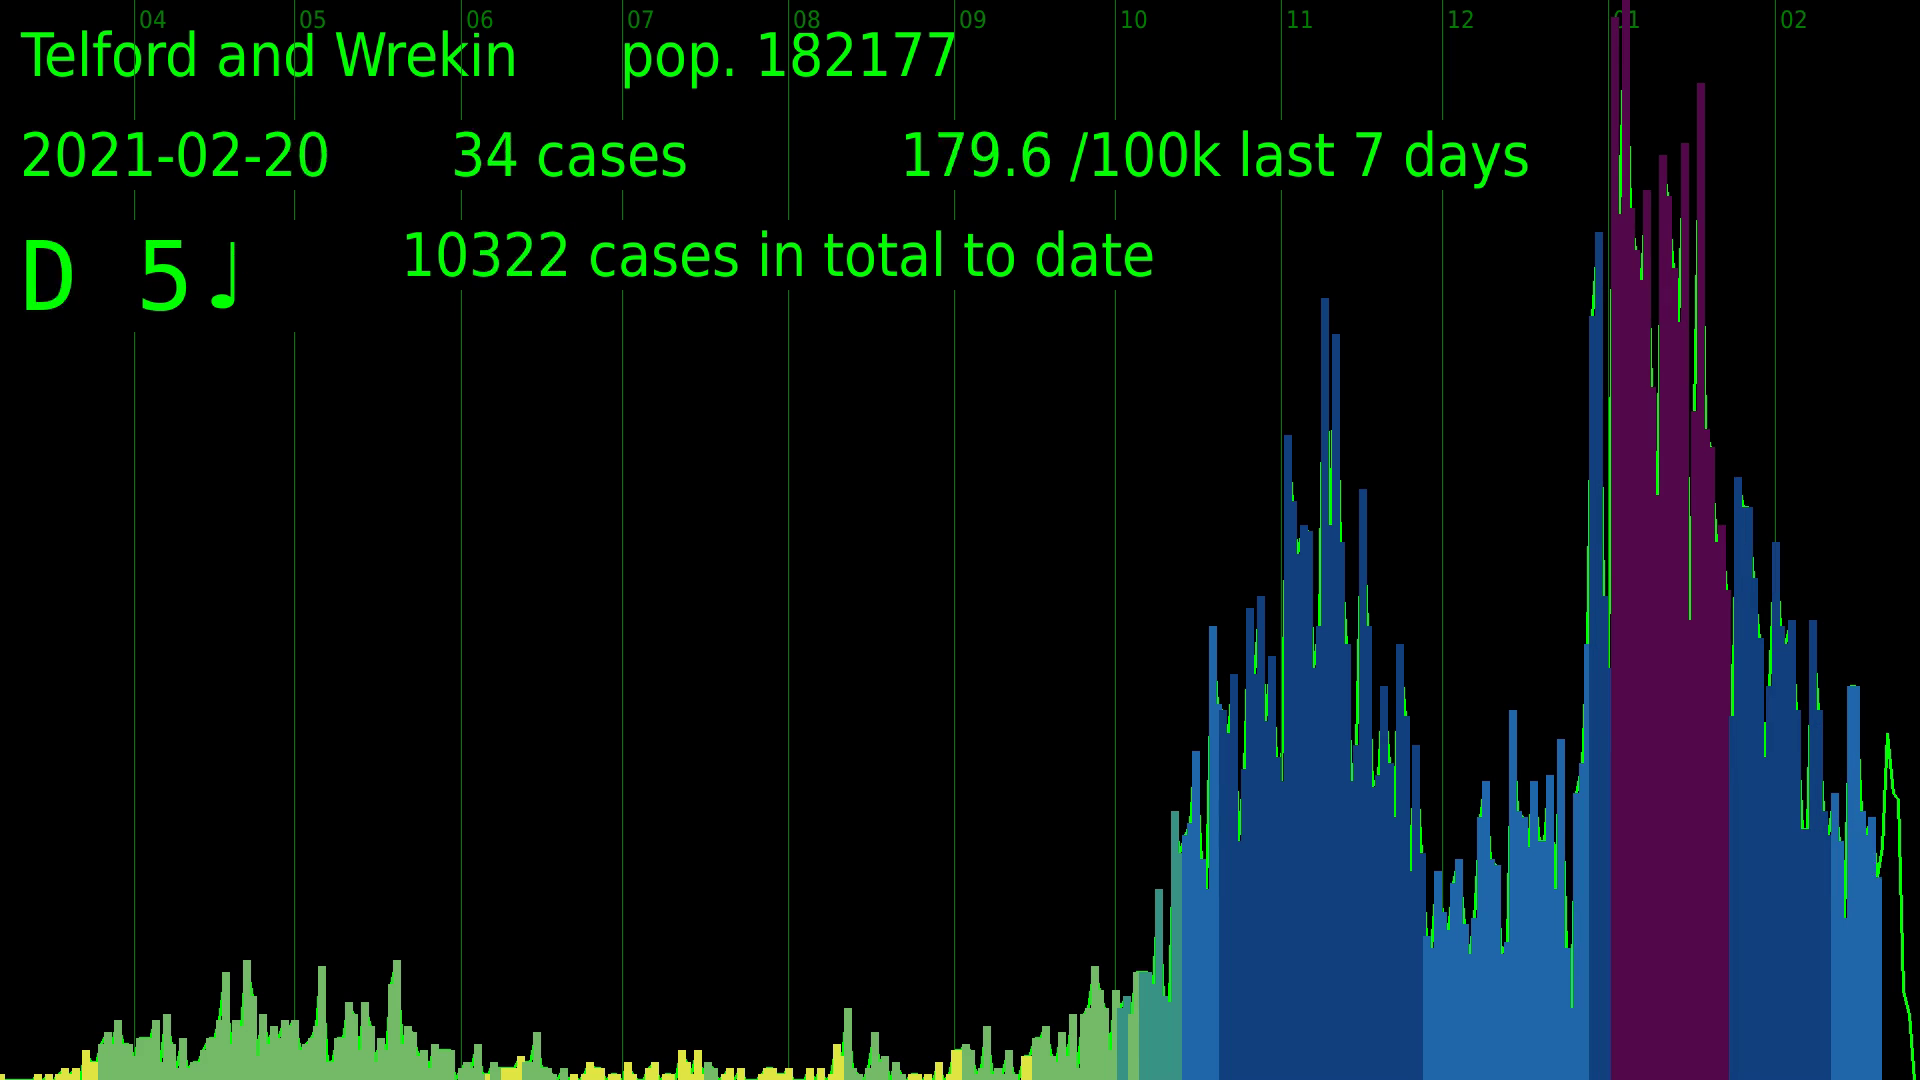 04 05 06 07 08 09 10 11 12 01 02
Telford and Wrekin pop. 182177
2021-02-20 34 cases 179.6 /100k last 7 days
D 5♩ 10322 cases in total to date